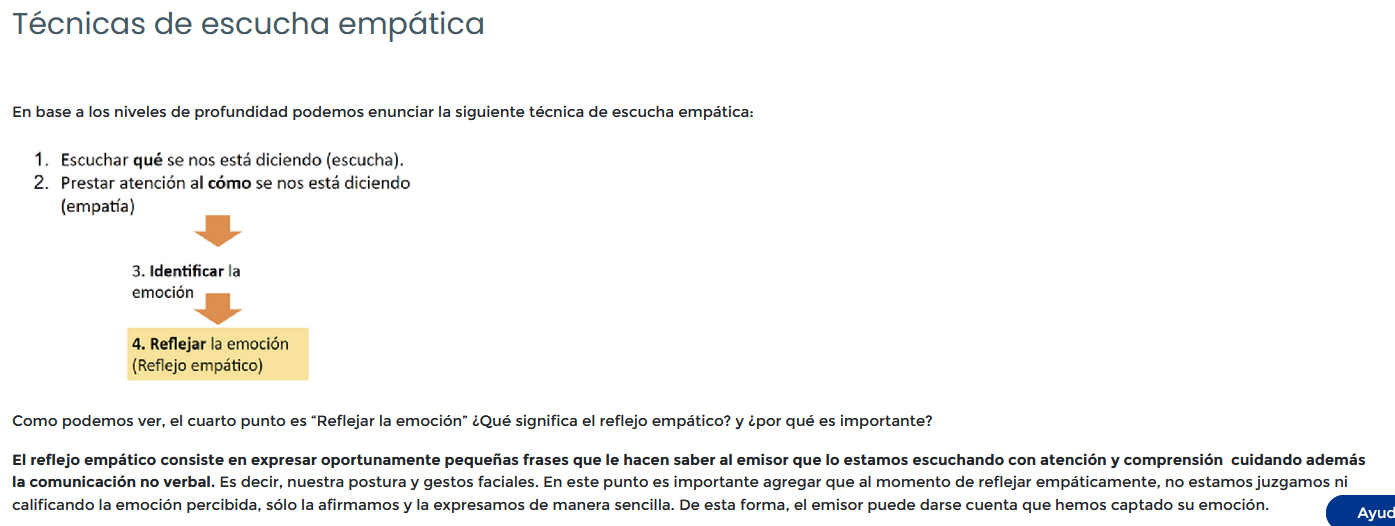 Técnicas de escucha empática
En base a los niveles de profundidad podemos enunciar la siguiente técnica de escucha empática:
1. Escuchar qué se nos está diciendo (escucha).
2. Prestar atención al cómo se nos está diciendo
(empatía)
3. Identificar la
emoción
4. Reflejar la emoción
(Reflejo empático)
Como podemos ver, el cuarto punto es “Reflejar la emoción” ¿Qué significa el reflejo empático? y ¿por qué es importante?
El reflejo empático consiste en expresar oportunamente pequeñas frases que le hacen saber al emisor que lo estamos escuchando con atención y comprensión cuidando además
la comunicación no verbal. Es decir, nuestra postura y gestos faciales. En este punto es importante agregar que al momento de reflejar empáticamente, no estamos juzgamos ni
calificando la emoción percibida, sólo la afirmamos y la expresamos de manera sencilla. De esta forma, el emisor puede darse cuenta que hemos captado su emoción.